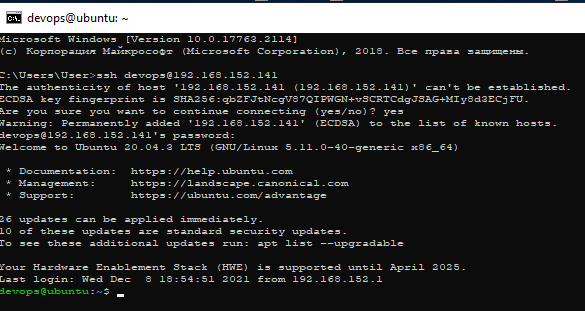 devops@ubuntu: ~
Microsoft Windows [Version 10.0.17763.2114]
(c) Корпорация Майкрософт (Microsoft Corporation), 2018. Все права защищены.
C:\Users\User>ssh devops@192.168.152.141
The authenticity of host '192.168.152.141 (192.168.152.141)' can't be established.
ECDSA key fingerprint is SHA256:qbZFJtNcgV87QIPWGN+vSCRTCdgJSAG+MIy8d3ECjFU.
Are you sure you want to continue connecting (yes/no)? yes
Warning: Permanently added '192.168.152.141' (ECDSA) to the list of known hosts.
devops@192.168.152.141's password:
Welcome to Ubuntu 20.04.3 LTS (GNU/Linux 5.11.0-40-generic x86_64)
* Documentation: https://help.ubuntu.com
* Management: https://landscape.canonical.com
* Support: https://ubuntu.com/advantage
26 updates can be applied immediately.
10 of these updates are standard security updates.
To see these additional updates run: apt list --upgradable
Your Hardware Enablement Stack (HWE) is supported until April 2025.
Last login: Wed Dec 8 18:54:51 2021 from 192.168.152.1
devops@ubuntu:~$